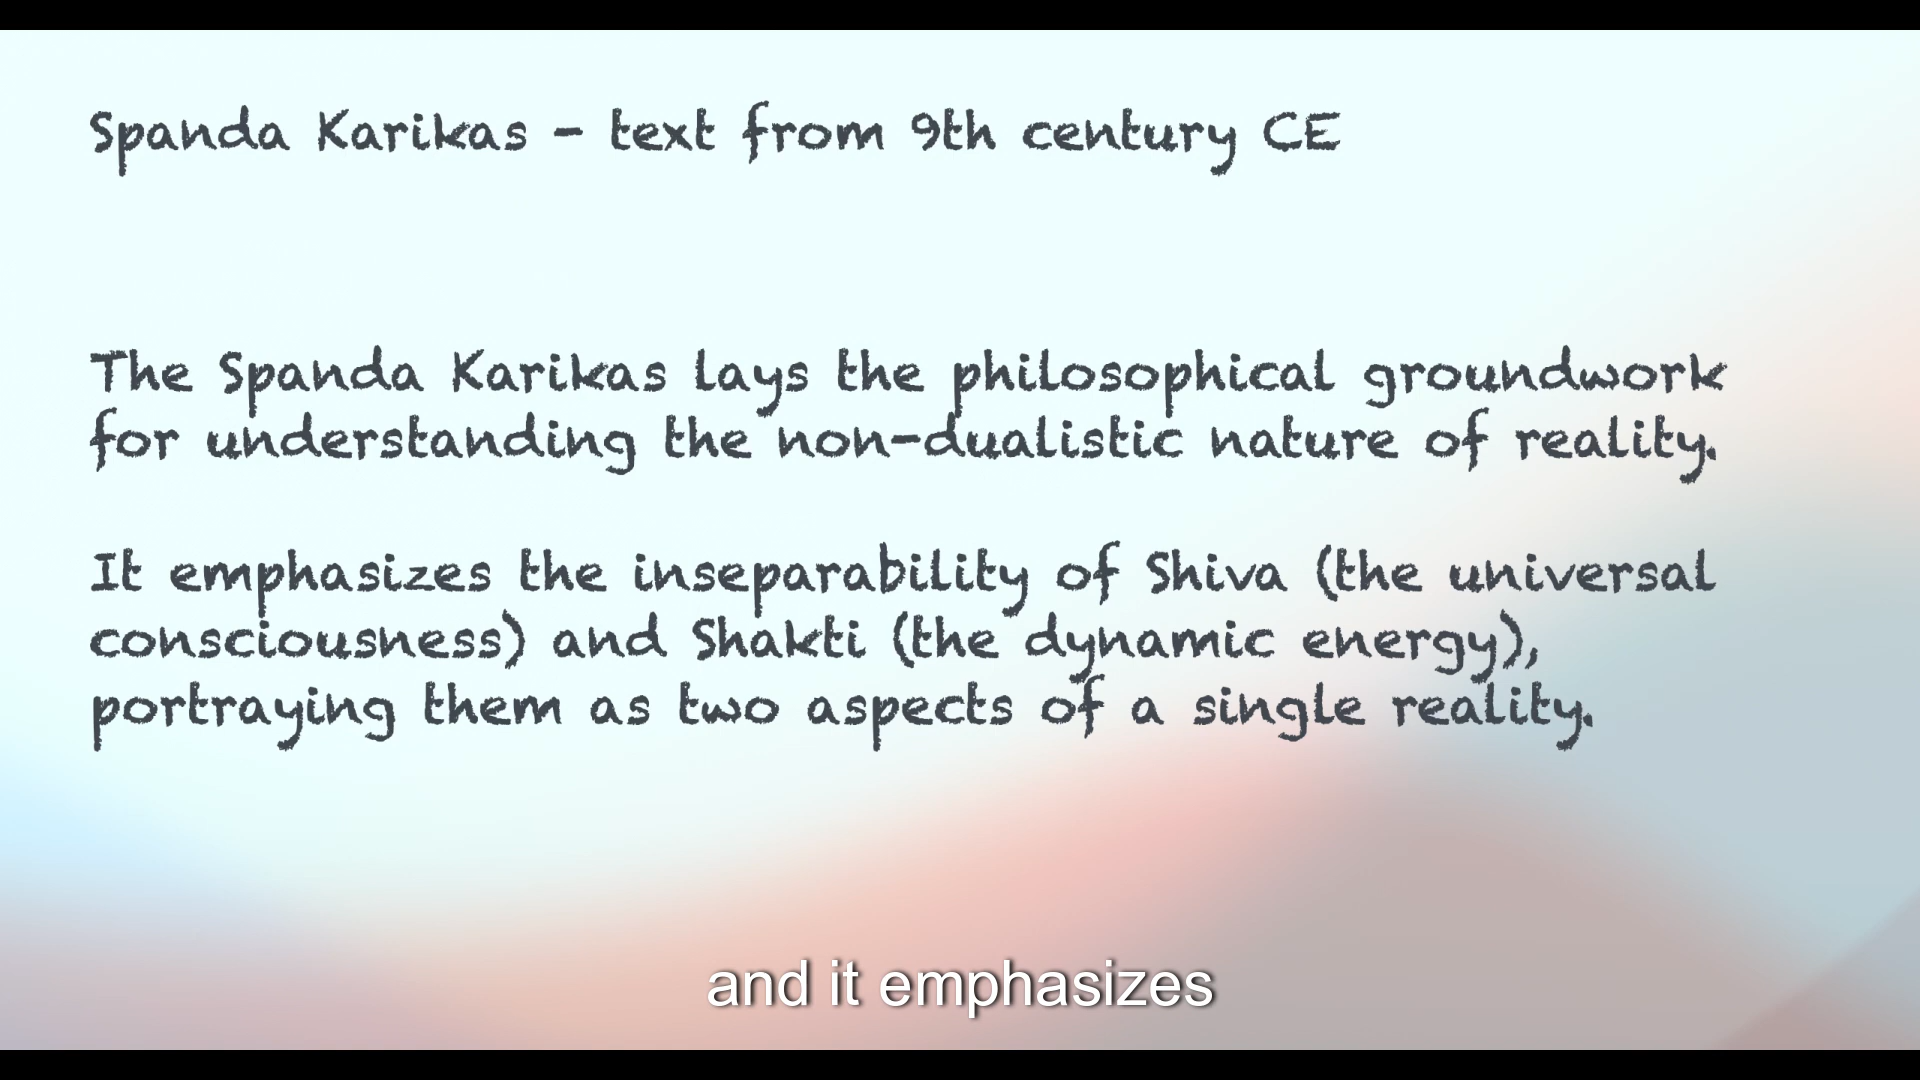 Spanda Karikas - text from 9th century CE
The Spanda Karikas lays the philosophical groundwork
for understanding the non-dualistic nature of reality.
It emphasizes the inseparability of Shiva (the universal
consciousness) and Shakti (the dynamic energy),
portraying them as two aspects of a single reality.
and it emphasizes